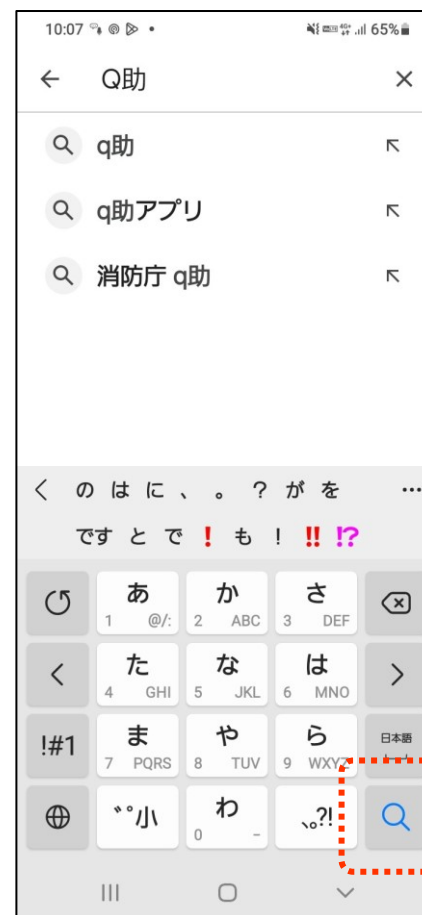 10:07
65%
Q助
q助
q助アプリ
消防庁 q助
の は に 、 。 ? が を
です と で ! も ! !! !?
あ か さ
1 @/: 2 ABC 3 DEF
た な は
4 GHI 5 JKL 6 MNO
!#1 ま や ら 日本語
7 PQRS 8 TUV 9 WXYZ
゛゜小 わ 、。?!
0 -